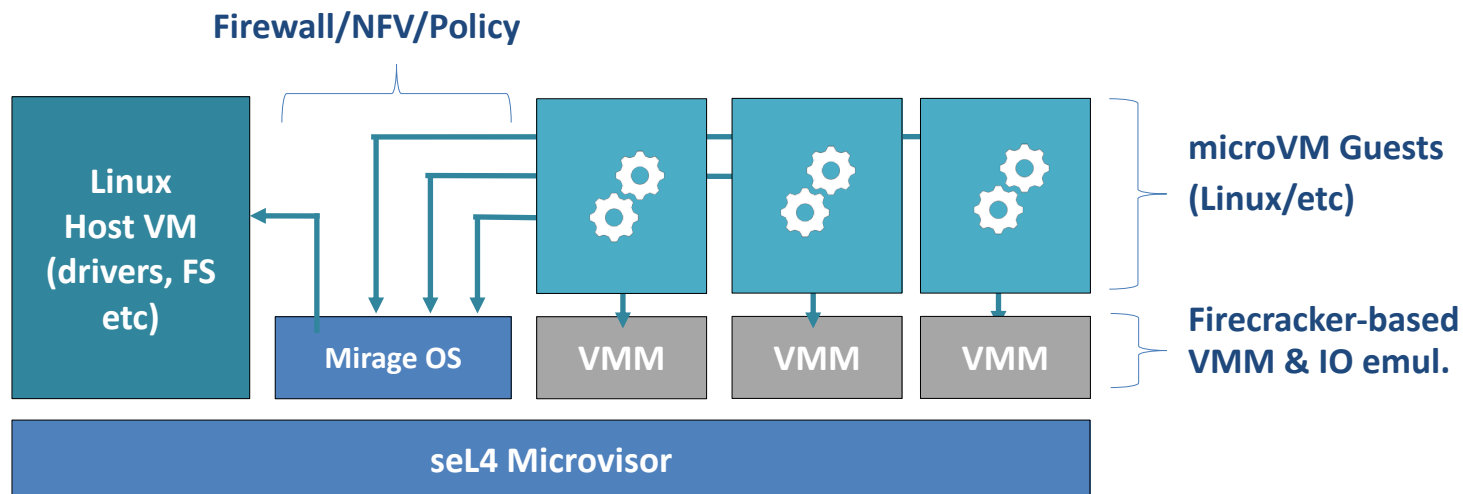 Firewall/NFV/Policy
Linux
Host VM
(drivers, FS
etc)
microVM Guests
(Linux/etc)
Mirage OS
VMM
VMM
VMM
Firecracker-based
VMM & IO emul.
seL4 Microvisor